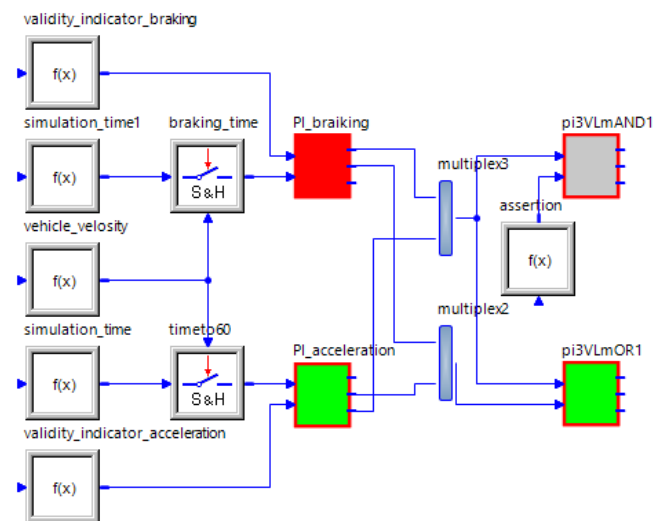 validity_indicator_braking
f(x)
simulation_time1
braking_time
PI_braiking
pi3VLmAND1
f(x)
S&H
multiplex3
vehicle_velosity
assertion
f(x)
f(x)
simulation_time
timeto60
PI_acceleration
multiplex2
pi3VLmOR1
f(x)
S&H
validity_indicator_acceleration
f(x)